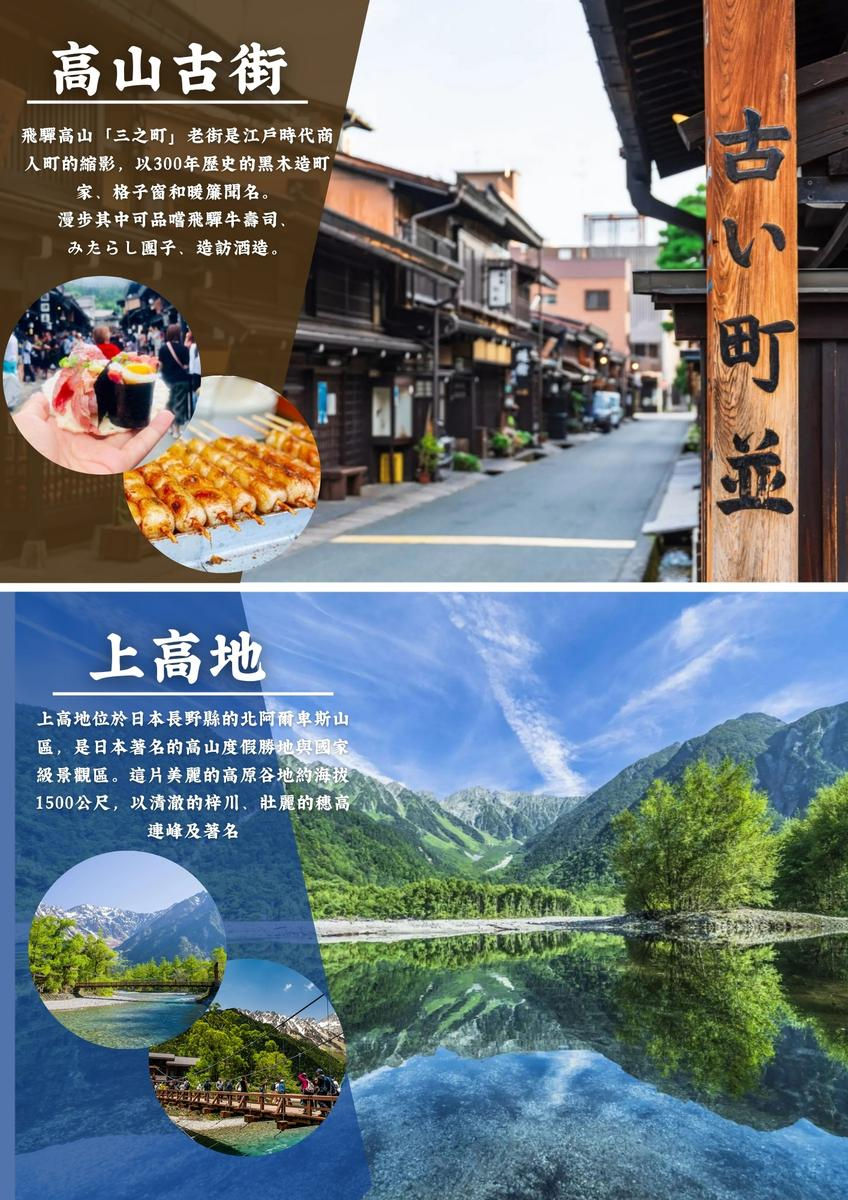 高山古街
飛驒高山「三之町」老街是江戶時代商
人町的縮影，以300年歷史的黑木造町
家、格子窗和暖簾聞名。
漫步其中可品嚐飛驒牛壽司、
みたらし團子、造訪酒造。
古い町並
上高地
上高地位於日本長野縣的北阿爾卑斯山
區，是日本著名的高山度假勝地與國家
級景觀區。這片美麗的高原谷地約海拔
1500公尺，以清澈的梓川、壯麗的穗高
連峰及著名